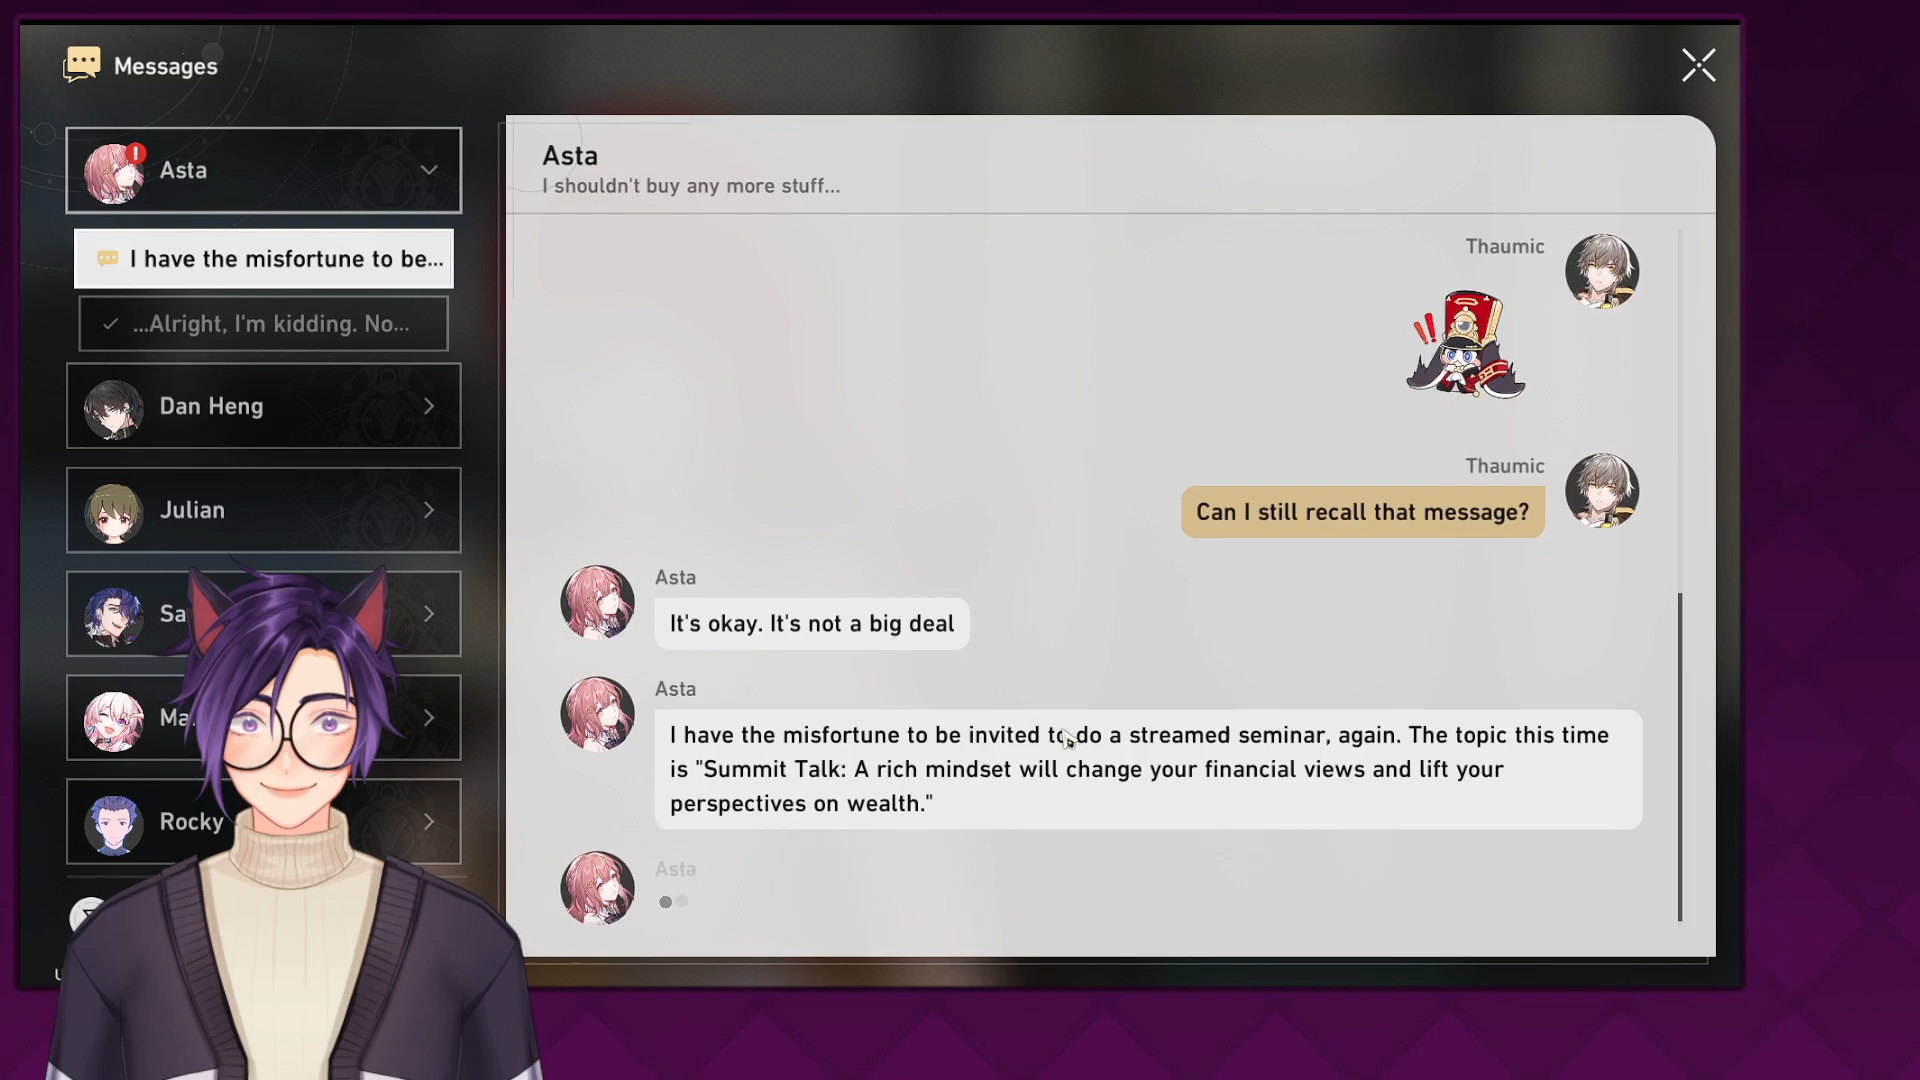 Messages
Asta
I have the misfortune to be...
...Alright, I'm kidding. No...
Dan Heng
Julian
Sa
Ma
Rocky
Asta
I shouldn't buy any more stuff...
Thaumic
Thaumic
Can I still recall that message?
Asta
It's okay. It's not a big deal
Asta
I have the misfortune to be invited to do a streamed seminar, again. The topic this time
is "Summit Talk: A rich mindset will change your financial views and lift your
perspectives on wealth."
Asta